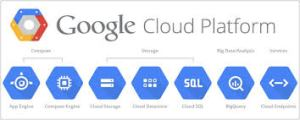 Google Cloud Platform
Compute Storage Big Data/Analysis Services
SQL
App Engine Compute Engine Cloud Storage Cloud Datastore Cloud SQL BigQuery Cloud Endpoints